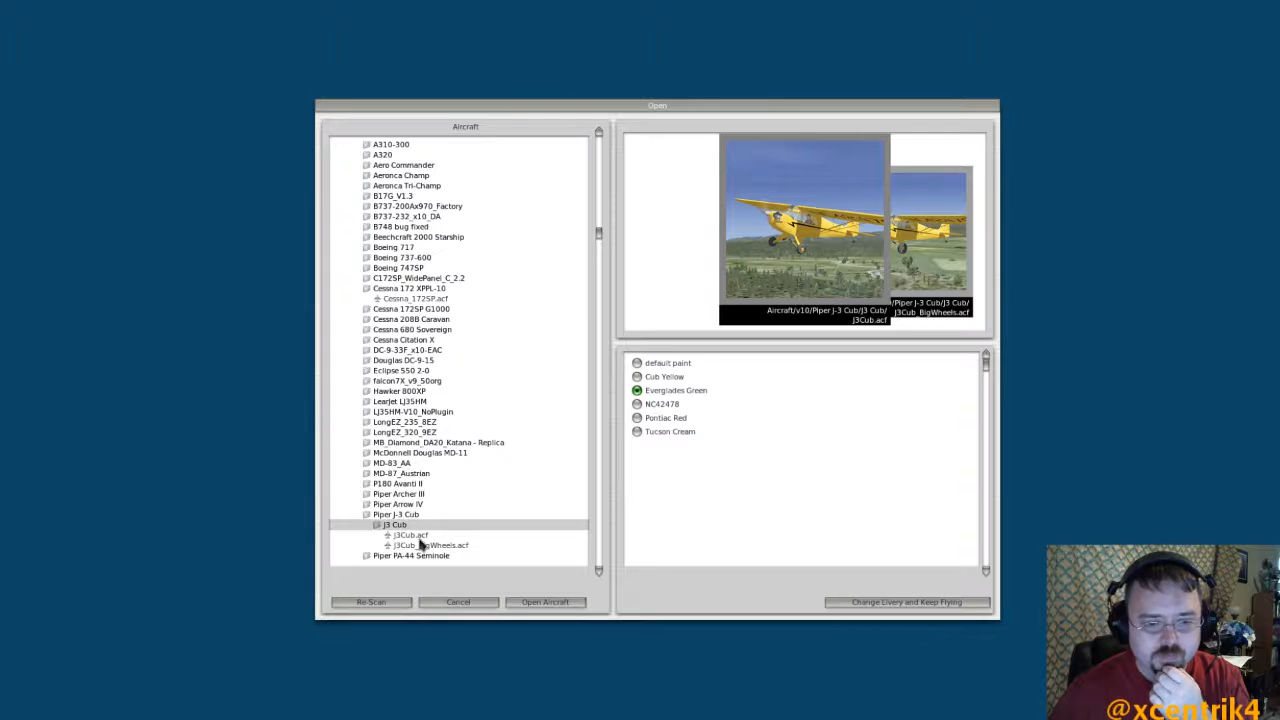 Open
Aircraft
A310-300
A320
Aero Commander
Aeronca Champ
Aeronca Tri-Champ
B17G_V1.3
B737-200Ax970_Factory
B737-232_x10_DA
B748 bug fixed
Beechcraft 2000 Starship
Boeing 717
Boeing 737-600
Boeing 747SP
C172SP_WidePanel_C_2.2
Cessna 172 XPPL-10
Cessna_172SP.acf
Cessna 172SP G1000
Cessna 208B Caravan
Cessna 680 Sovereign
Cessna Citation X
DC-9-33F_x10-EAC
Douglas DC-9-15
Eclipse 550 2-0
falcon7X_v9_50org
Hawker 800XP
LearJet LJ35HM
LJ35HM-V10_NoPlugin
LongEZ_235_8EZ
LongEZ_320_9EZ
MB_Diamond_DA20_Katana - Replica
McDonnell Douglas MD-11
MD-83_AA
MD-87_Austrian
P180 Avanti II
Piper Archer III
Piper Arrow IV
Piper J-3 Cub
J3 Cub
J3Cub.acf
J3Cub_BigWheels.acf
Piper PA-44 Seminole
Re-Scan
Cancel
Open Aircraft
Aircraft/v10/Piper J-3 Cub/J3 Cub/
J3Cub.acf
/Piper J-3 Cub/J3 Cub/
J3Cub_BigWheels.acf
default paint
Cub Yellow
Everglades Green
NC42478
Pontiac Red
Tucson Cream
Change Livery and Keep Flying
@xcentrik4